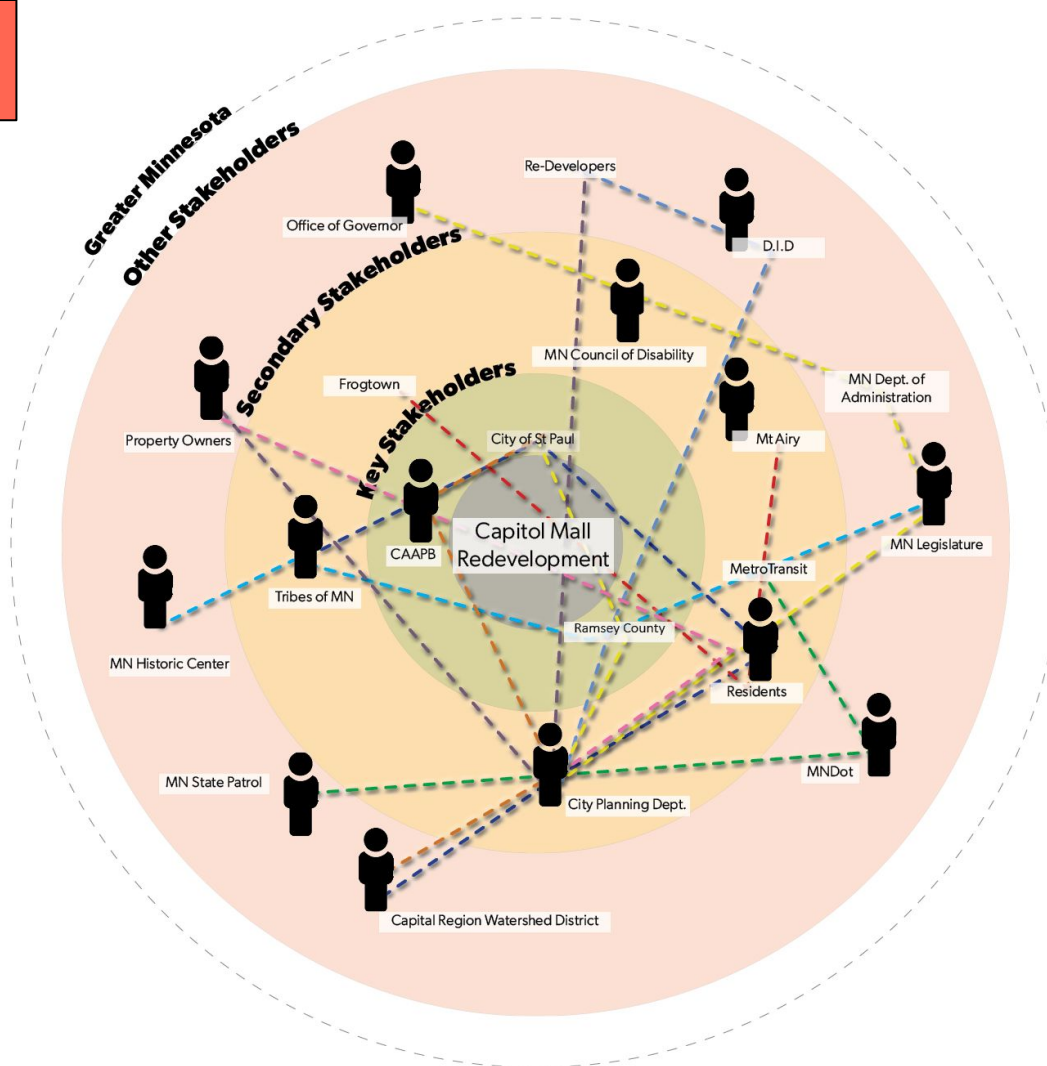 Greater Minnesota
Other Stakeholders
Secondary Stakeholders
Key Stakeholders
Re-Developers
Office of Governor
D.I.D
MN Council of Disability
Frogtown
MN Dept. of
Administration
Property Owners
City of St Paul
Mt Airy
Capitol Mall
Redevelopment
CAAPB
MN Legislature
MetroTransit
Tribes of MN
Ramsey County
MN Historic Center
Residents
MNDot
MN State Patrol
City Planning Dept.
Capital Region Watershed District